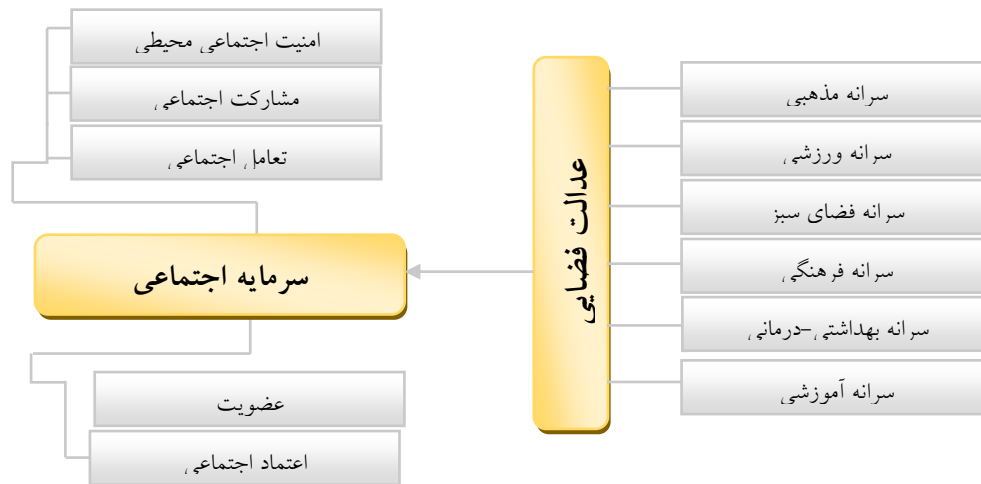 سرانه مذهبی
سرانه ورزشی
سرانه فضای سبز
سرانه فرهنگی
سرانه بهداشتی-درمانی
سرانه آموزشی
عدالت فضایی
امنیت اجتماعی محیطی
مشارکت اجتماعی
تعامل اجتماعی
سرمایه اجتماعی
عضویت
اعتماد اجتماعی